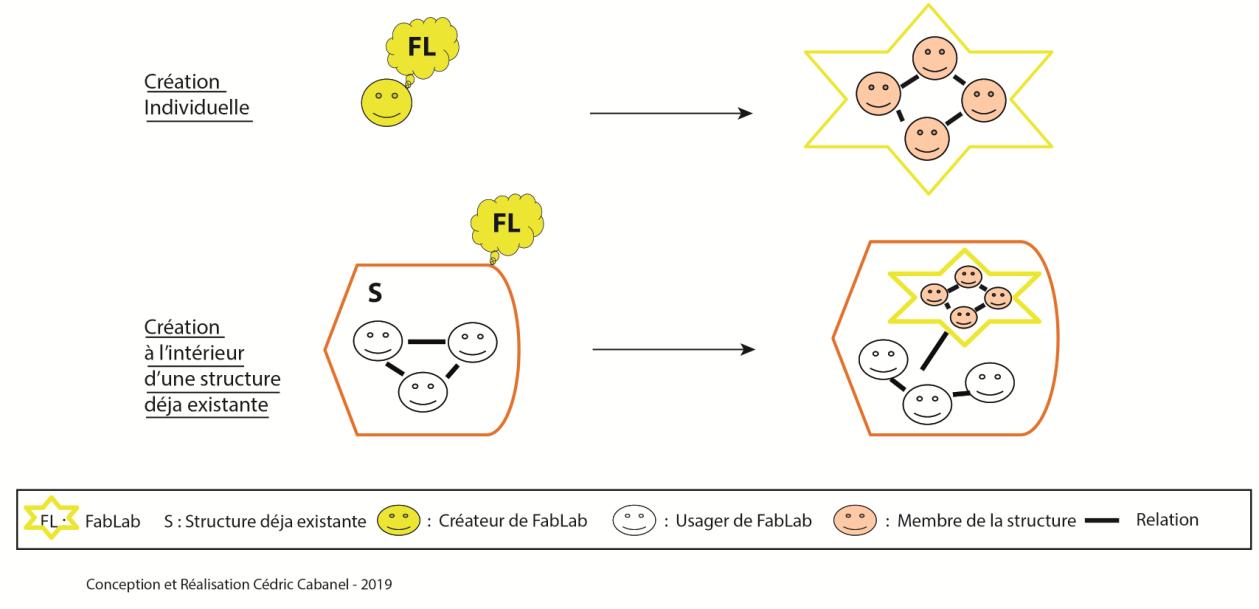 FL
Création
Individuelle
FL
S
Création
à l'intérieur
d'une structure
déja existante
FL : FabLab S : Structure déja existante : Créateur de FabLab : Usager de FabLab : Membre de la structure Relation
Conception et Réalisation Cédric Cabanel - 2019